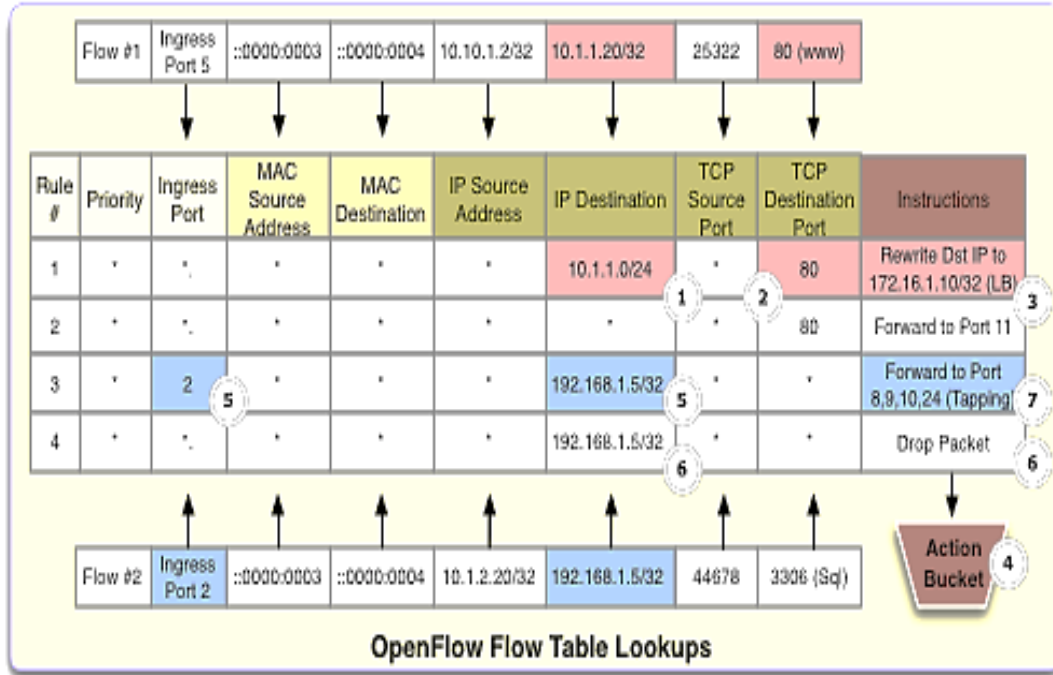 Flow #1 Ingress Port 5 ::0000:0003 ::0000:0004 10.10.1.2/32 10.1.1.20/32 25322 80 (www)
Rule # Priority Ingress Port MAC Source Address MAC Destination IP Source Address IP Destination TCP Source Port TCP Destination Port Instructions
1 * *. * * * 10.1.1.0/24 * 80 Rewrite Dst IP to 172.16.1.10/32 (LB)
1 2 3
2 * *. * * * * * 80 Forward to Port 11
3 * 2 * * * 192.168.1.5/32 * * Forward to Port 8,9,10,24 (Tapping)
5 5 7
4 * *. * * * 192.168.1.5/32 * * Drop Packet
6 6
Flow #2 Ingress Port 2 ::0000:0003 ::0000:0004 10.1.2.20/32 192.168.1.5/32 44678 3306 (Sql)
Action Bucket 4
OpenFlow Flow Table Lookups